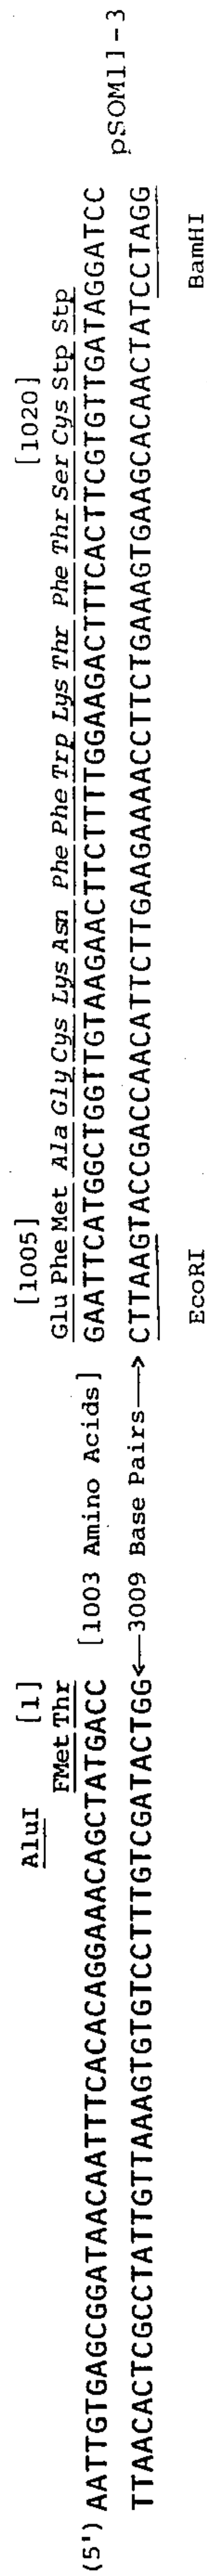 [1] [1005] [1020]
AluI
FMet Thr Glu Phe Met Ala Gly Cys Lys Asn Phe Phe Trp Lys Thr Phe Thr Ser Cys Stp Stp
(5') AATTGTGAGCGGATAACAATTTCACACAGGAAACAGCTATGACC [1003 Amino Acids] GAATTCATGGCTGGTTGTAAGAACTTCTTTTGGAAGACTTTCACTTCGTGTTGATAGGATCC
pSOM11-3
TTAACACTCGCCTATTGTTAAAGTGTGTCCTTTGTCGATACTGG<—3009 Base Pairs—>CTTAAGTACCGACCAACATTCTTGAAGAAAACCTTCTGAAAGTGAAGCACAACTATCCTAGG
EcoRI BamHI